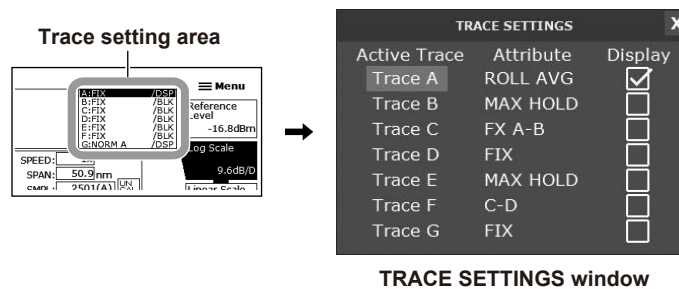 Trace setting area
A:FIX /DSP
B:FIX /BLK
C:FIX /BLK
D:FIX /BLK
E:FIX /BLK
F:FIX /BLK
G:NORM A /DSP
Menu
Reference
Level
-16.8dBm
Log Scale
9.6dB/D
SPEED:
SPAN: 50.9 nm
SMPL: 2501(A)
Linear Scale
TRACE SETTINGS X
Active Trace Attribute Display
Trace A ROLL AVG
Trace B MAX HOLD
Trace C FX A-B
Trace D FIX
Trace E MAX HOLD
Trace F C-D
Trace G FIX
TRACE SETTINGS window